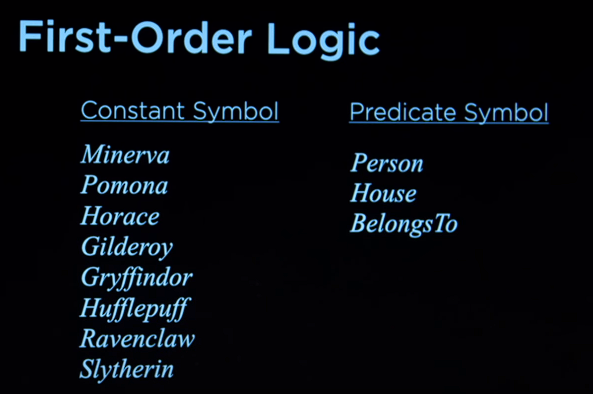 First-Order Logic
Constant Symbol
Minerva
Pomona
Horace
Gilderoy
Gryffindor
Hufflepuff
Ravenclaw
Slytherin
Predicate Symbol
Person
House
BelongsTo